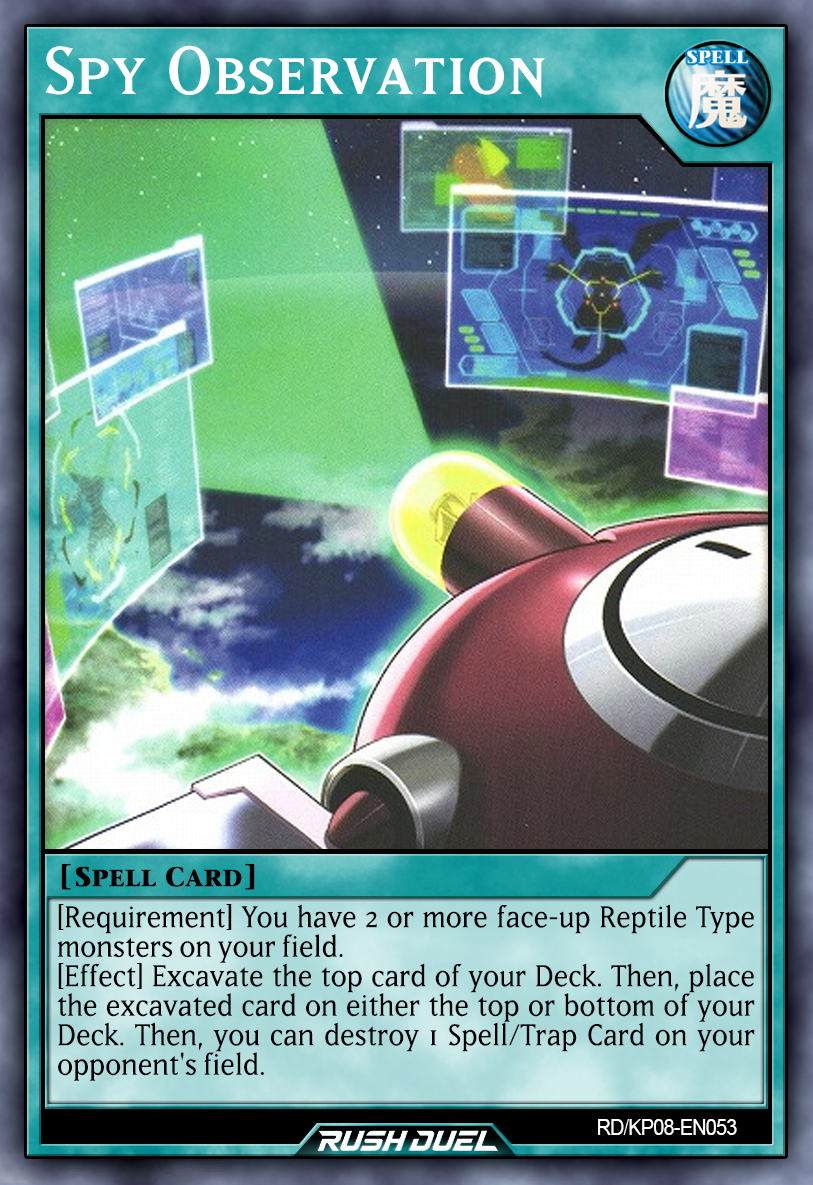 Spy Observation
SPELL
魔
[Spell Card]
[Requirement] You have 2 or more face-up Reptile Type
monsters on your field.
[Effect] Excavate the top card of your Deck. Then, place
the excavated card on either the top or bottom of your
Deck. Then, you can destroy 1 Spell/Trap Card on your
opponent's field.
RD/KP08-EN053
RUSH DUEL